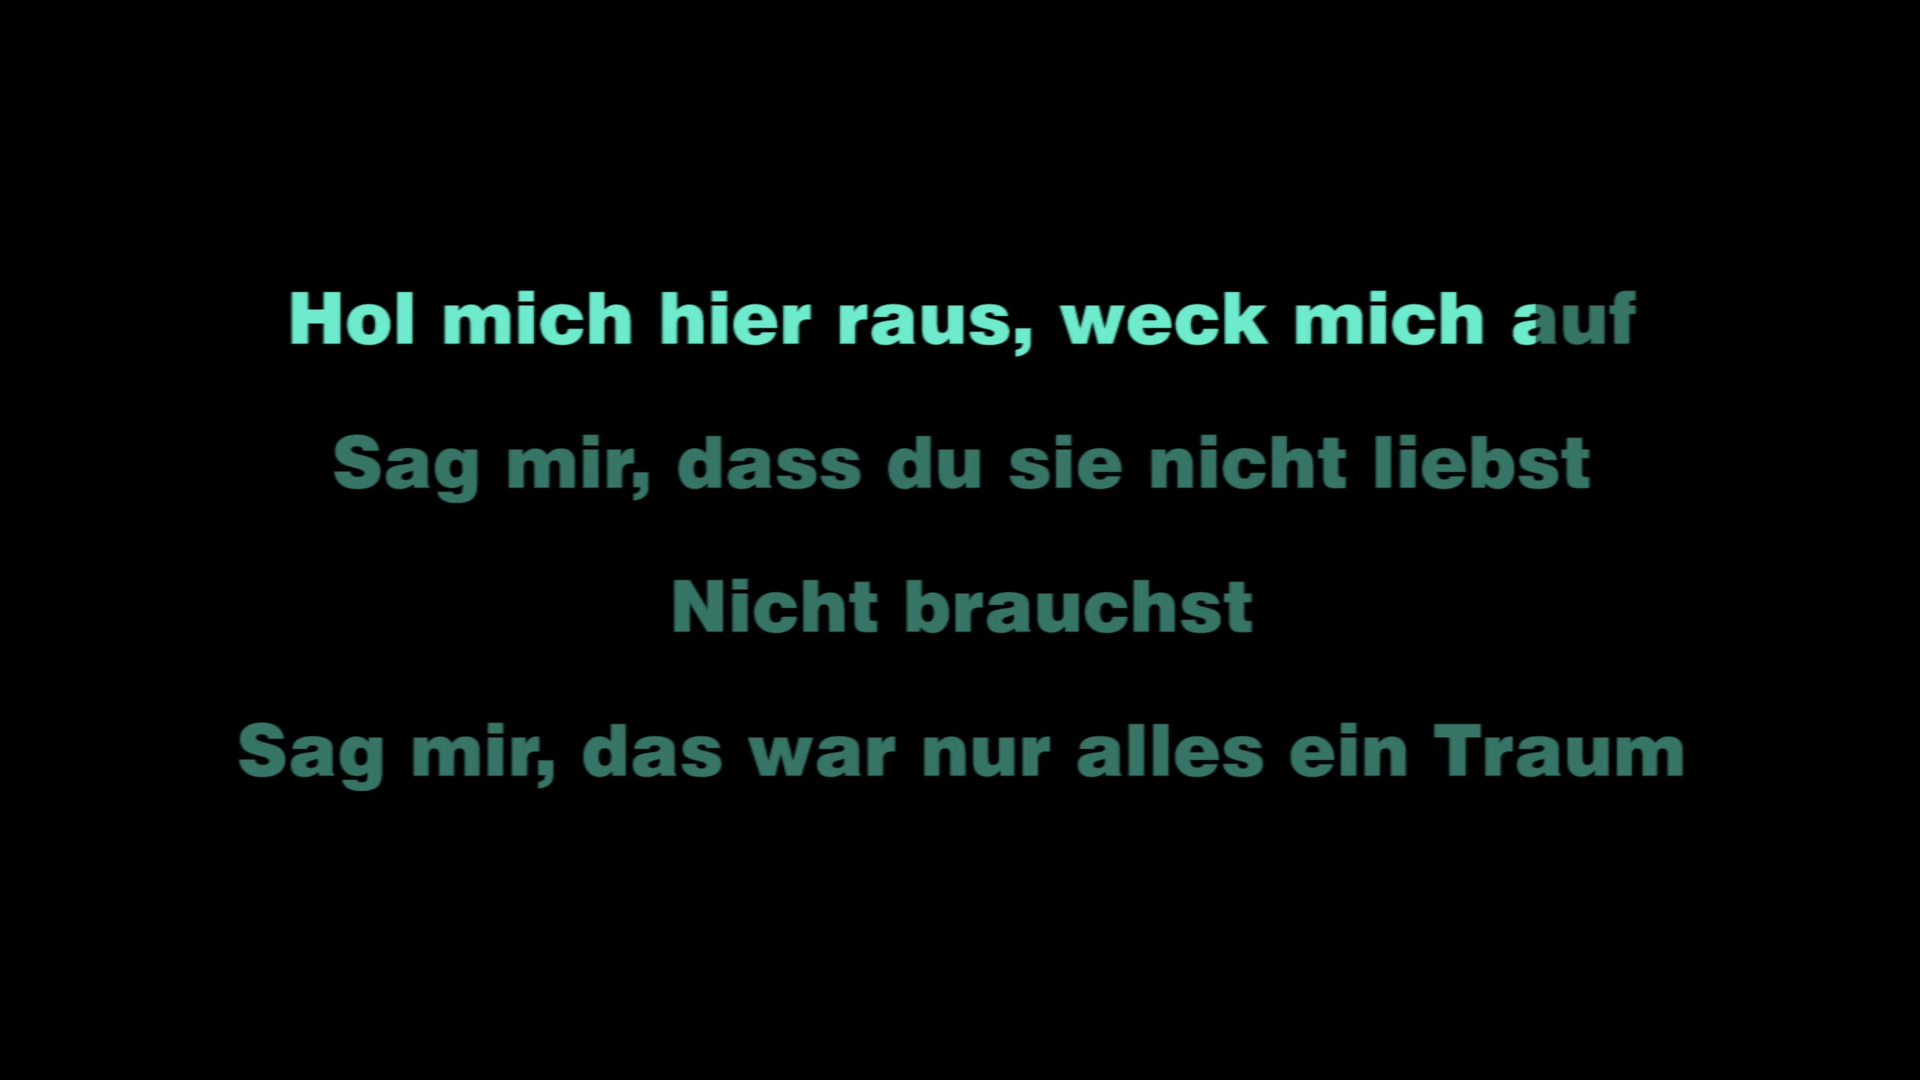 Hol mich hier raus, weck mich auf
Sag mir, dass du sie nicht liebst
Nicht brauchst
Sag mir, das war nur alles ein Traum